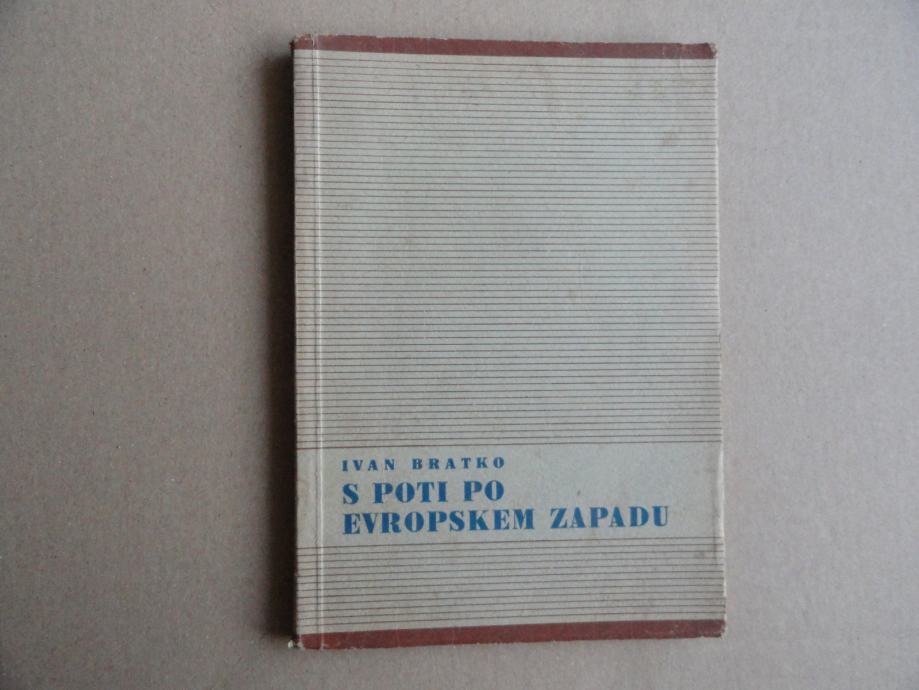 IVAN BRATKO
S POTI PO
EVROPSKEM ZAPADU